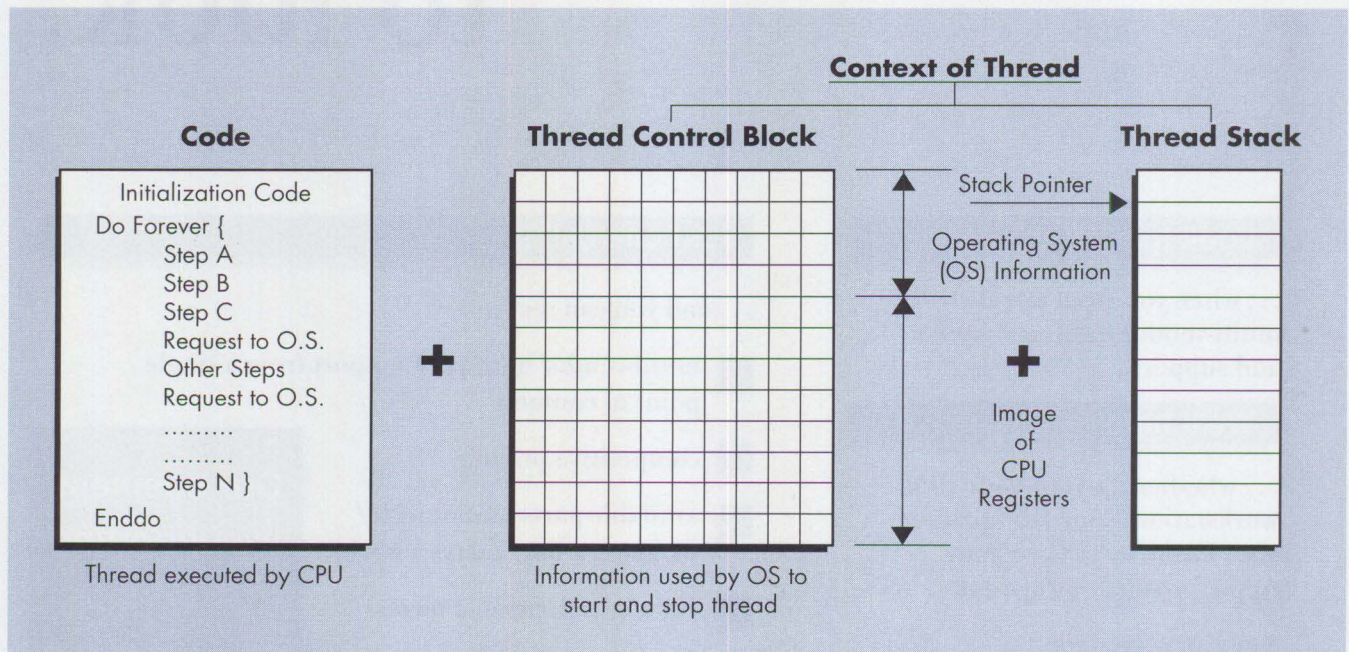 Context of Thread
Code
Thread Control Block
Thread Stack
Initialization Code
Do Forever {
Step A
Step B
Step C
Request to O.S.
Other Steps
Request to O.S.
..........
.........
Step N }
Enddo
Thread executed by CPU
+
Information used by OS to
start and stop thread
Stack Pointer
Operating System
(OS) Information
+
Image
of
CPU
Registers